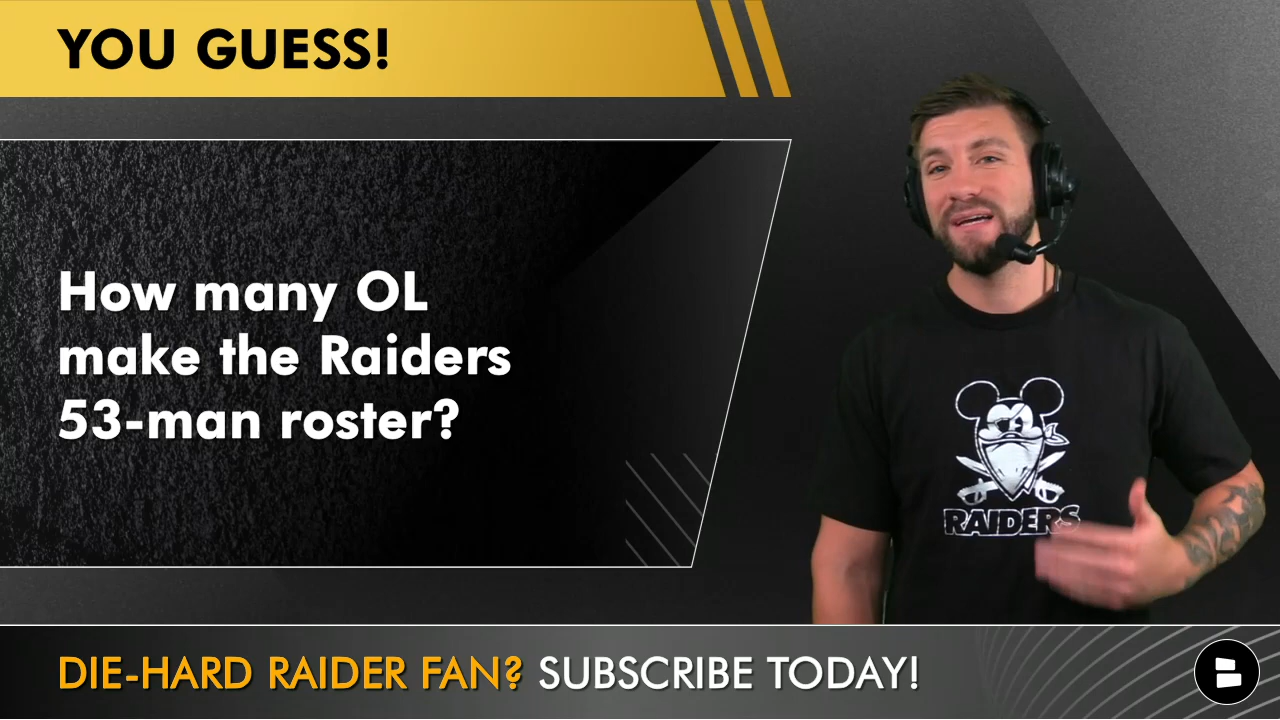 YOU GUESS!
How many OL
make the Raiders
53-man roster?
RAIDERS
DIE-HARD RAIDER FAN? SUBSCRIBE TODAY!